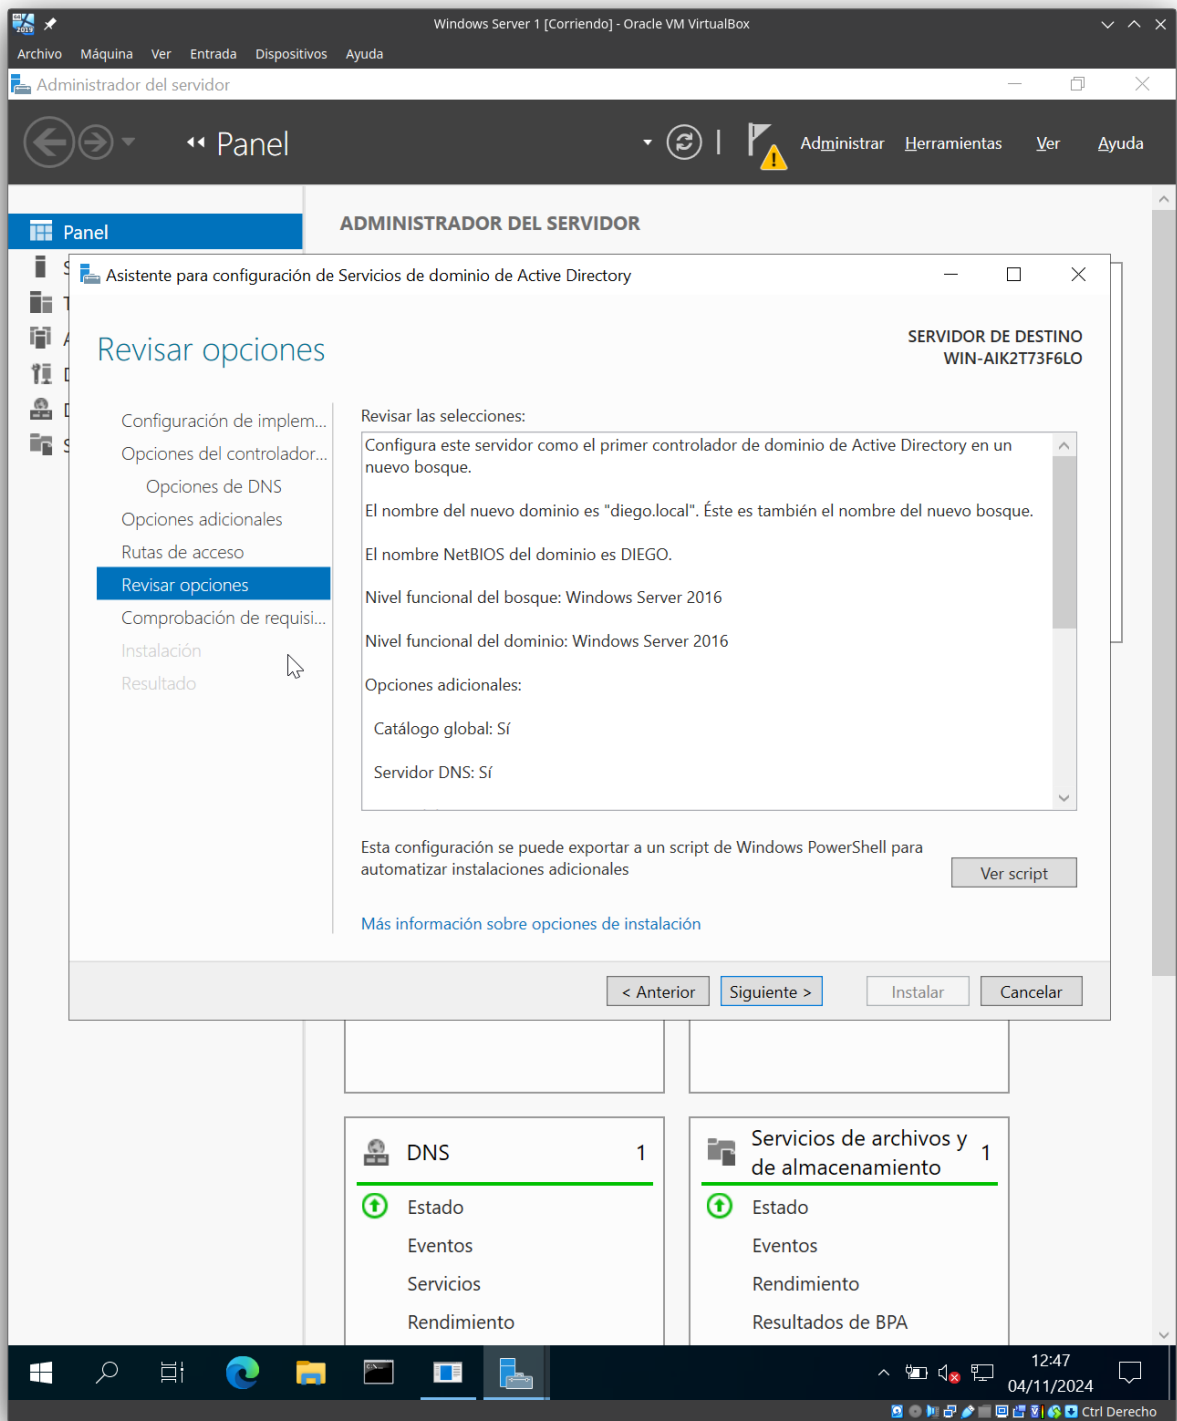 Windows Server 1 [Corriendo] - Oracle VM VirtualBox
Archivo Máquina Ver Entrada Dispositivos Ayuda
Administrador del servidor
Panel
Administrar Herramientas Ver Ayuda
Panel
ADMINISTRADOR DEL SERVIDOR
Asistente para configuración de Servicios de dominio de Active Directory
Revisar opciones
SERVIDOR DE DESTINO
WIN-AIK2T73F6LO
Configuración de implem...
Opciones del controlador...
Opciones de DNS
Opciones adicionales
Rutas de acceso
Revisar opciones
Comprobación de requisi...
Instalación
Resultado
Revisar las selecciones:
Configura este servidor como el primer controlador de dominio de Active Directory en un
nuevo bosque.
El nombre del nuevo dominio es "diego.local". Éste es también el nombre del nuevo bosque.
El nombre NetBIOS del dominio es DIEGO.
Nivel funcional del bosque: Windows Server 2016
Nivel funcional del dominio: Windows Server 2016
Opciones adicionales:
Catálogo global: Sí
Servidor DNS: Sí
Esta configuración se puede exportar a un script de Windows PowerShell para
automatizar instalaciones adicionales
Ver script
Más información sobre opciones de instalación
< Anterior Siguiente > Instalar Cancelar
DNS 1
Estado
Eventos
Servicios
Rendimiento
Servicios de archivos y
de almacenamiento 1
Estado
Eventos
Rendimiento
Resultados de BPA
12:47
04/11/2024
Ctrl Derecho